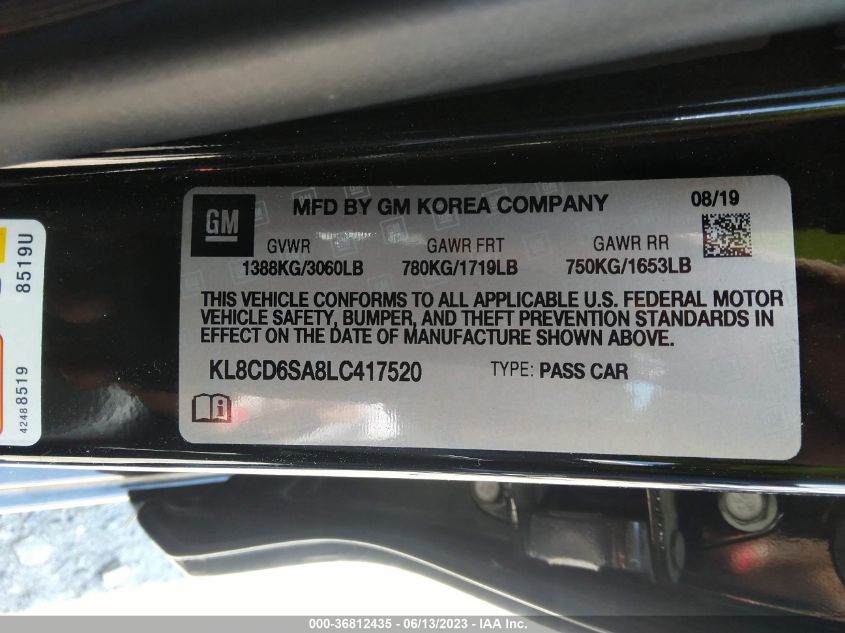 GM
MFD BY GM KOREA COMPANY
08/19
GVWR GAWR FRT GAWR RR
1388KG/3060LB 780KG/1719LB 750KG/1653LB
THIS VEHICLE CONFORMS TO ALL APPLICABLE U.S. FEDERAL MOTOR
VEHICLE SAFETY, BUMPER, AND THEFT PREVENTION STANDARDS IN
EFFECT ON THE DATE OF MANUFACTURE SHOWN ABOVE.
KL8CD6SA8LC417520 TYPE: PASS CAR
8519U
42488519
000-36812435 - 06/13/2023 - IAA Inc.